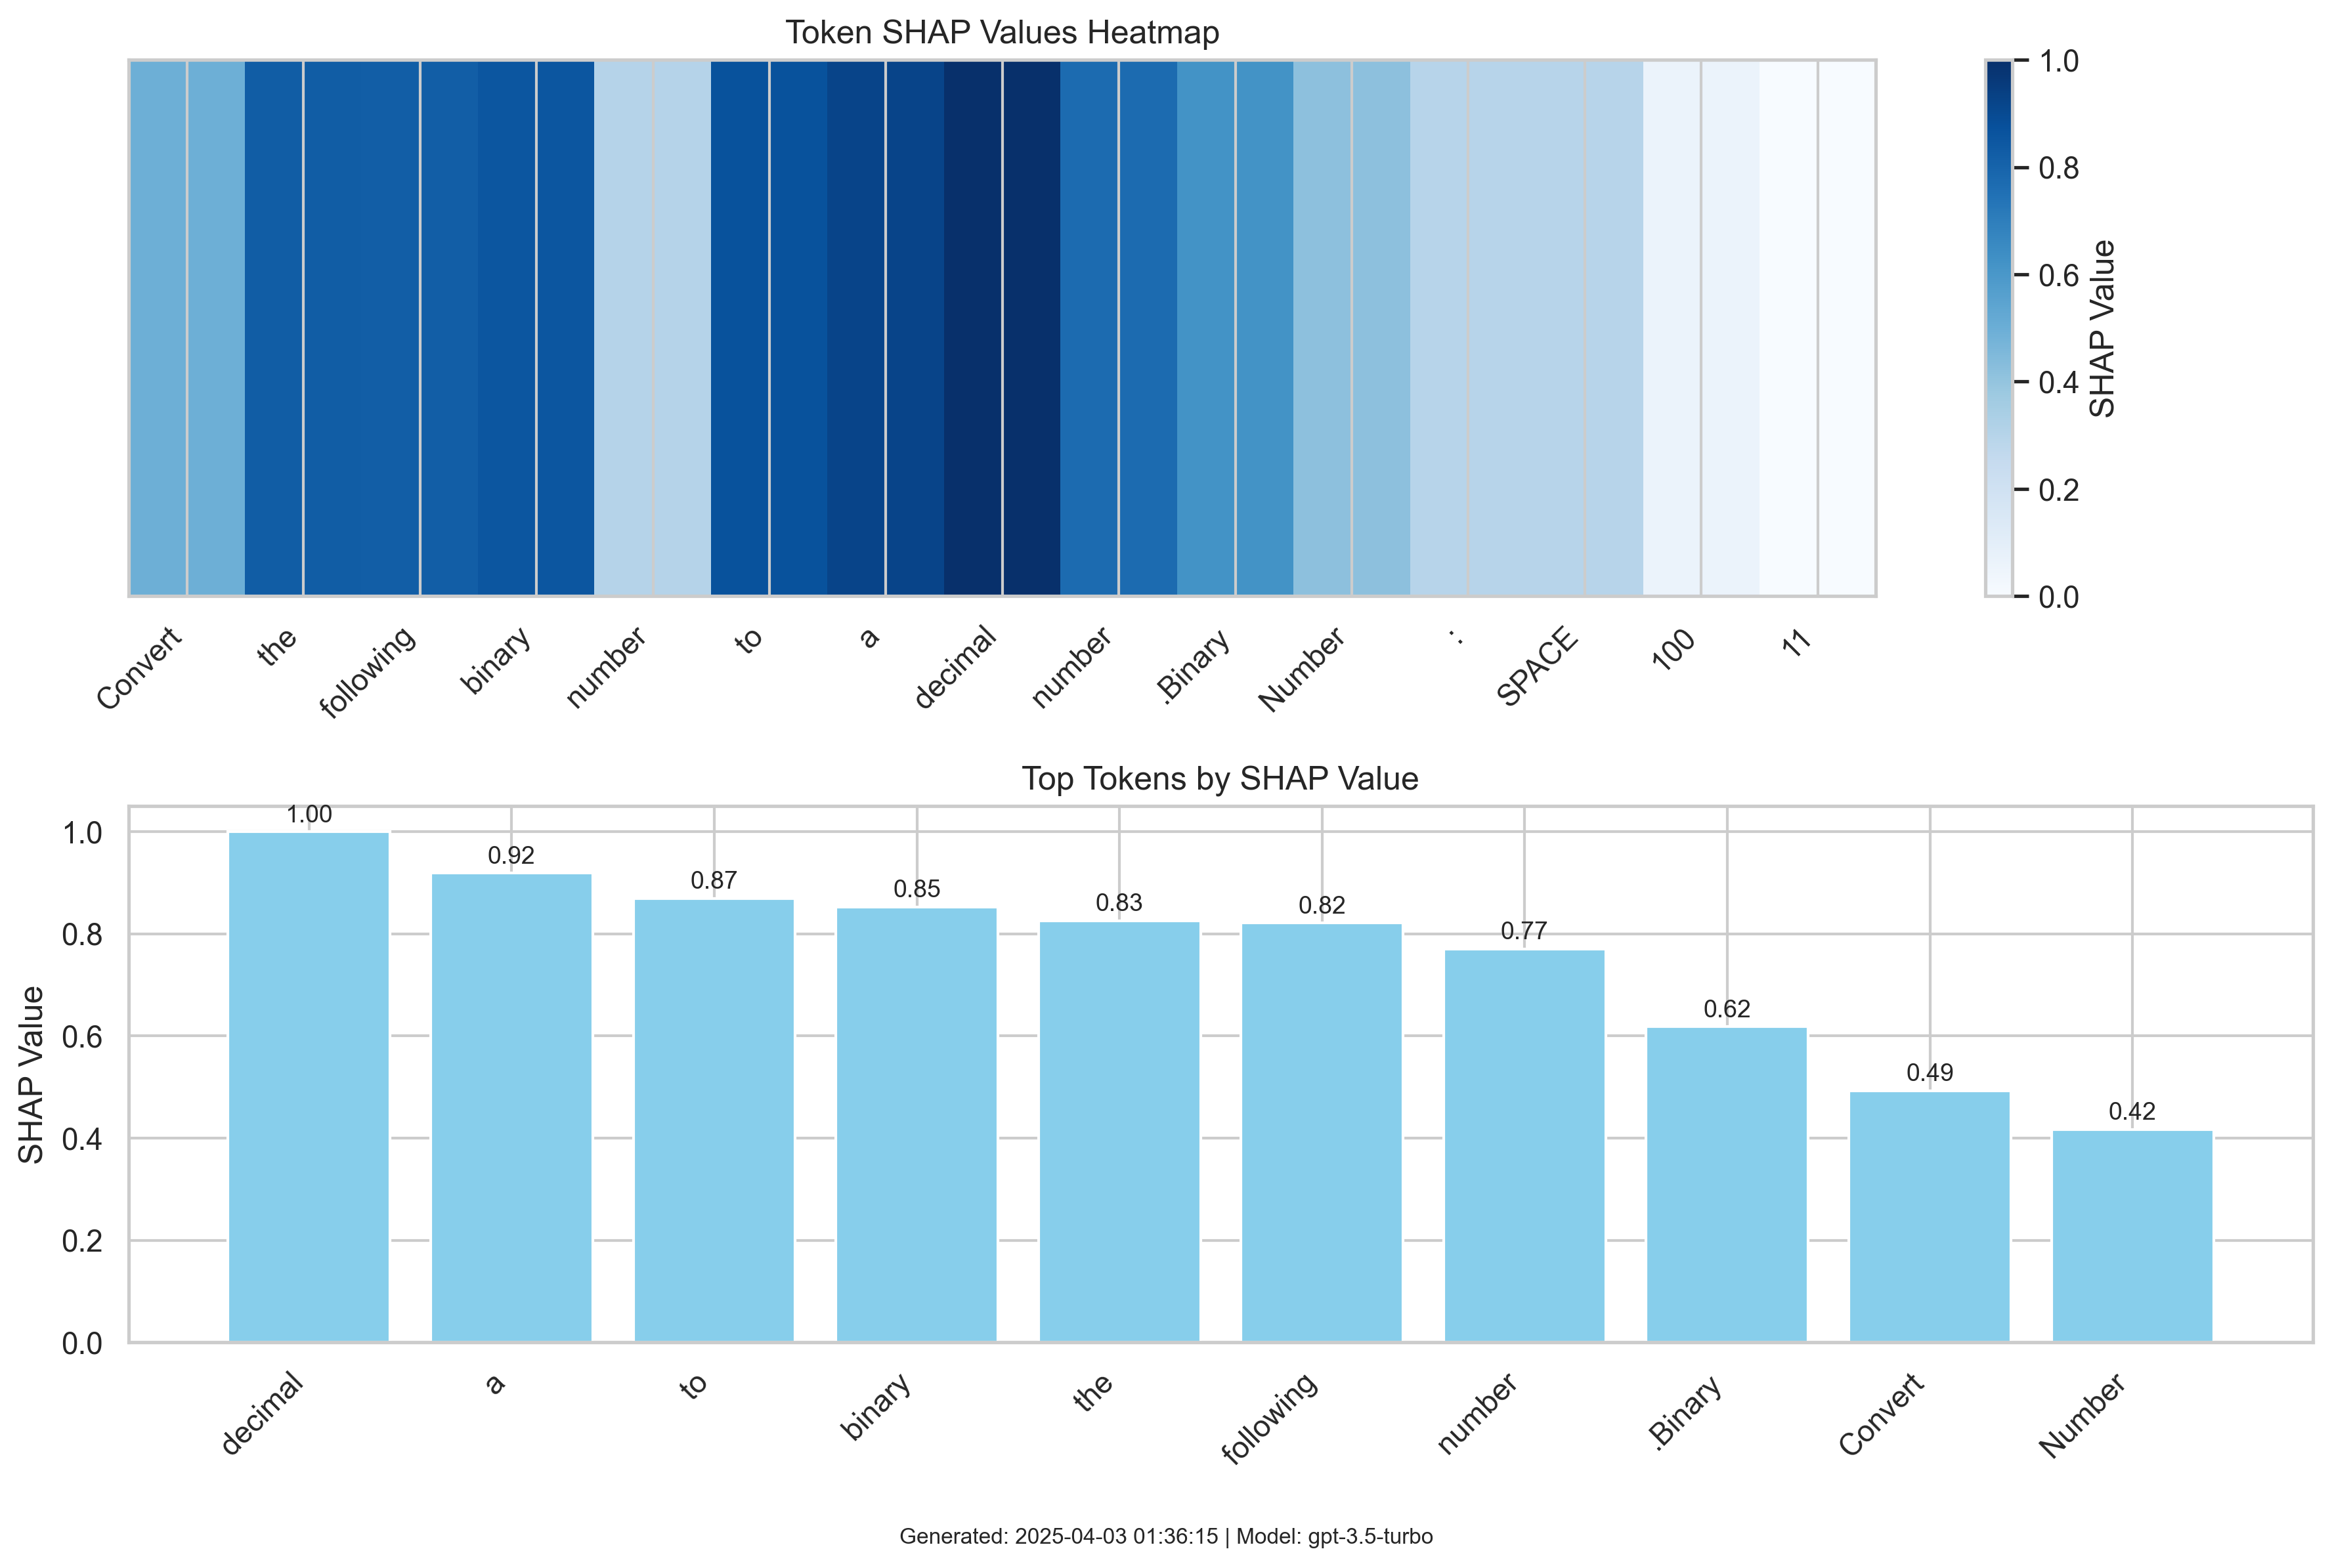 Token SHAP Values Heatmap
1.0
0.8
0.6
0.4
0.2
0.0
SHAP Value
Convert
the
following
binary
number
to
a
decimal
number
.Binary
Number
:
SPACE
100
11
Top Tokens by SHAP Value
SHAP Value
1.0
0.8
0.6
0.4
0.2
0.0
1.00
0.92
0.87
0.85
0.83
0.82
0.77
0.62
0.49
0.42
decimal
a
to
binary
the
following
number
.Binary
Convert
Number
Generated: 2025-04-03 01:36:15 | Model: gpt-3.5-turbo